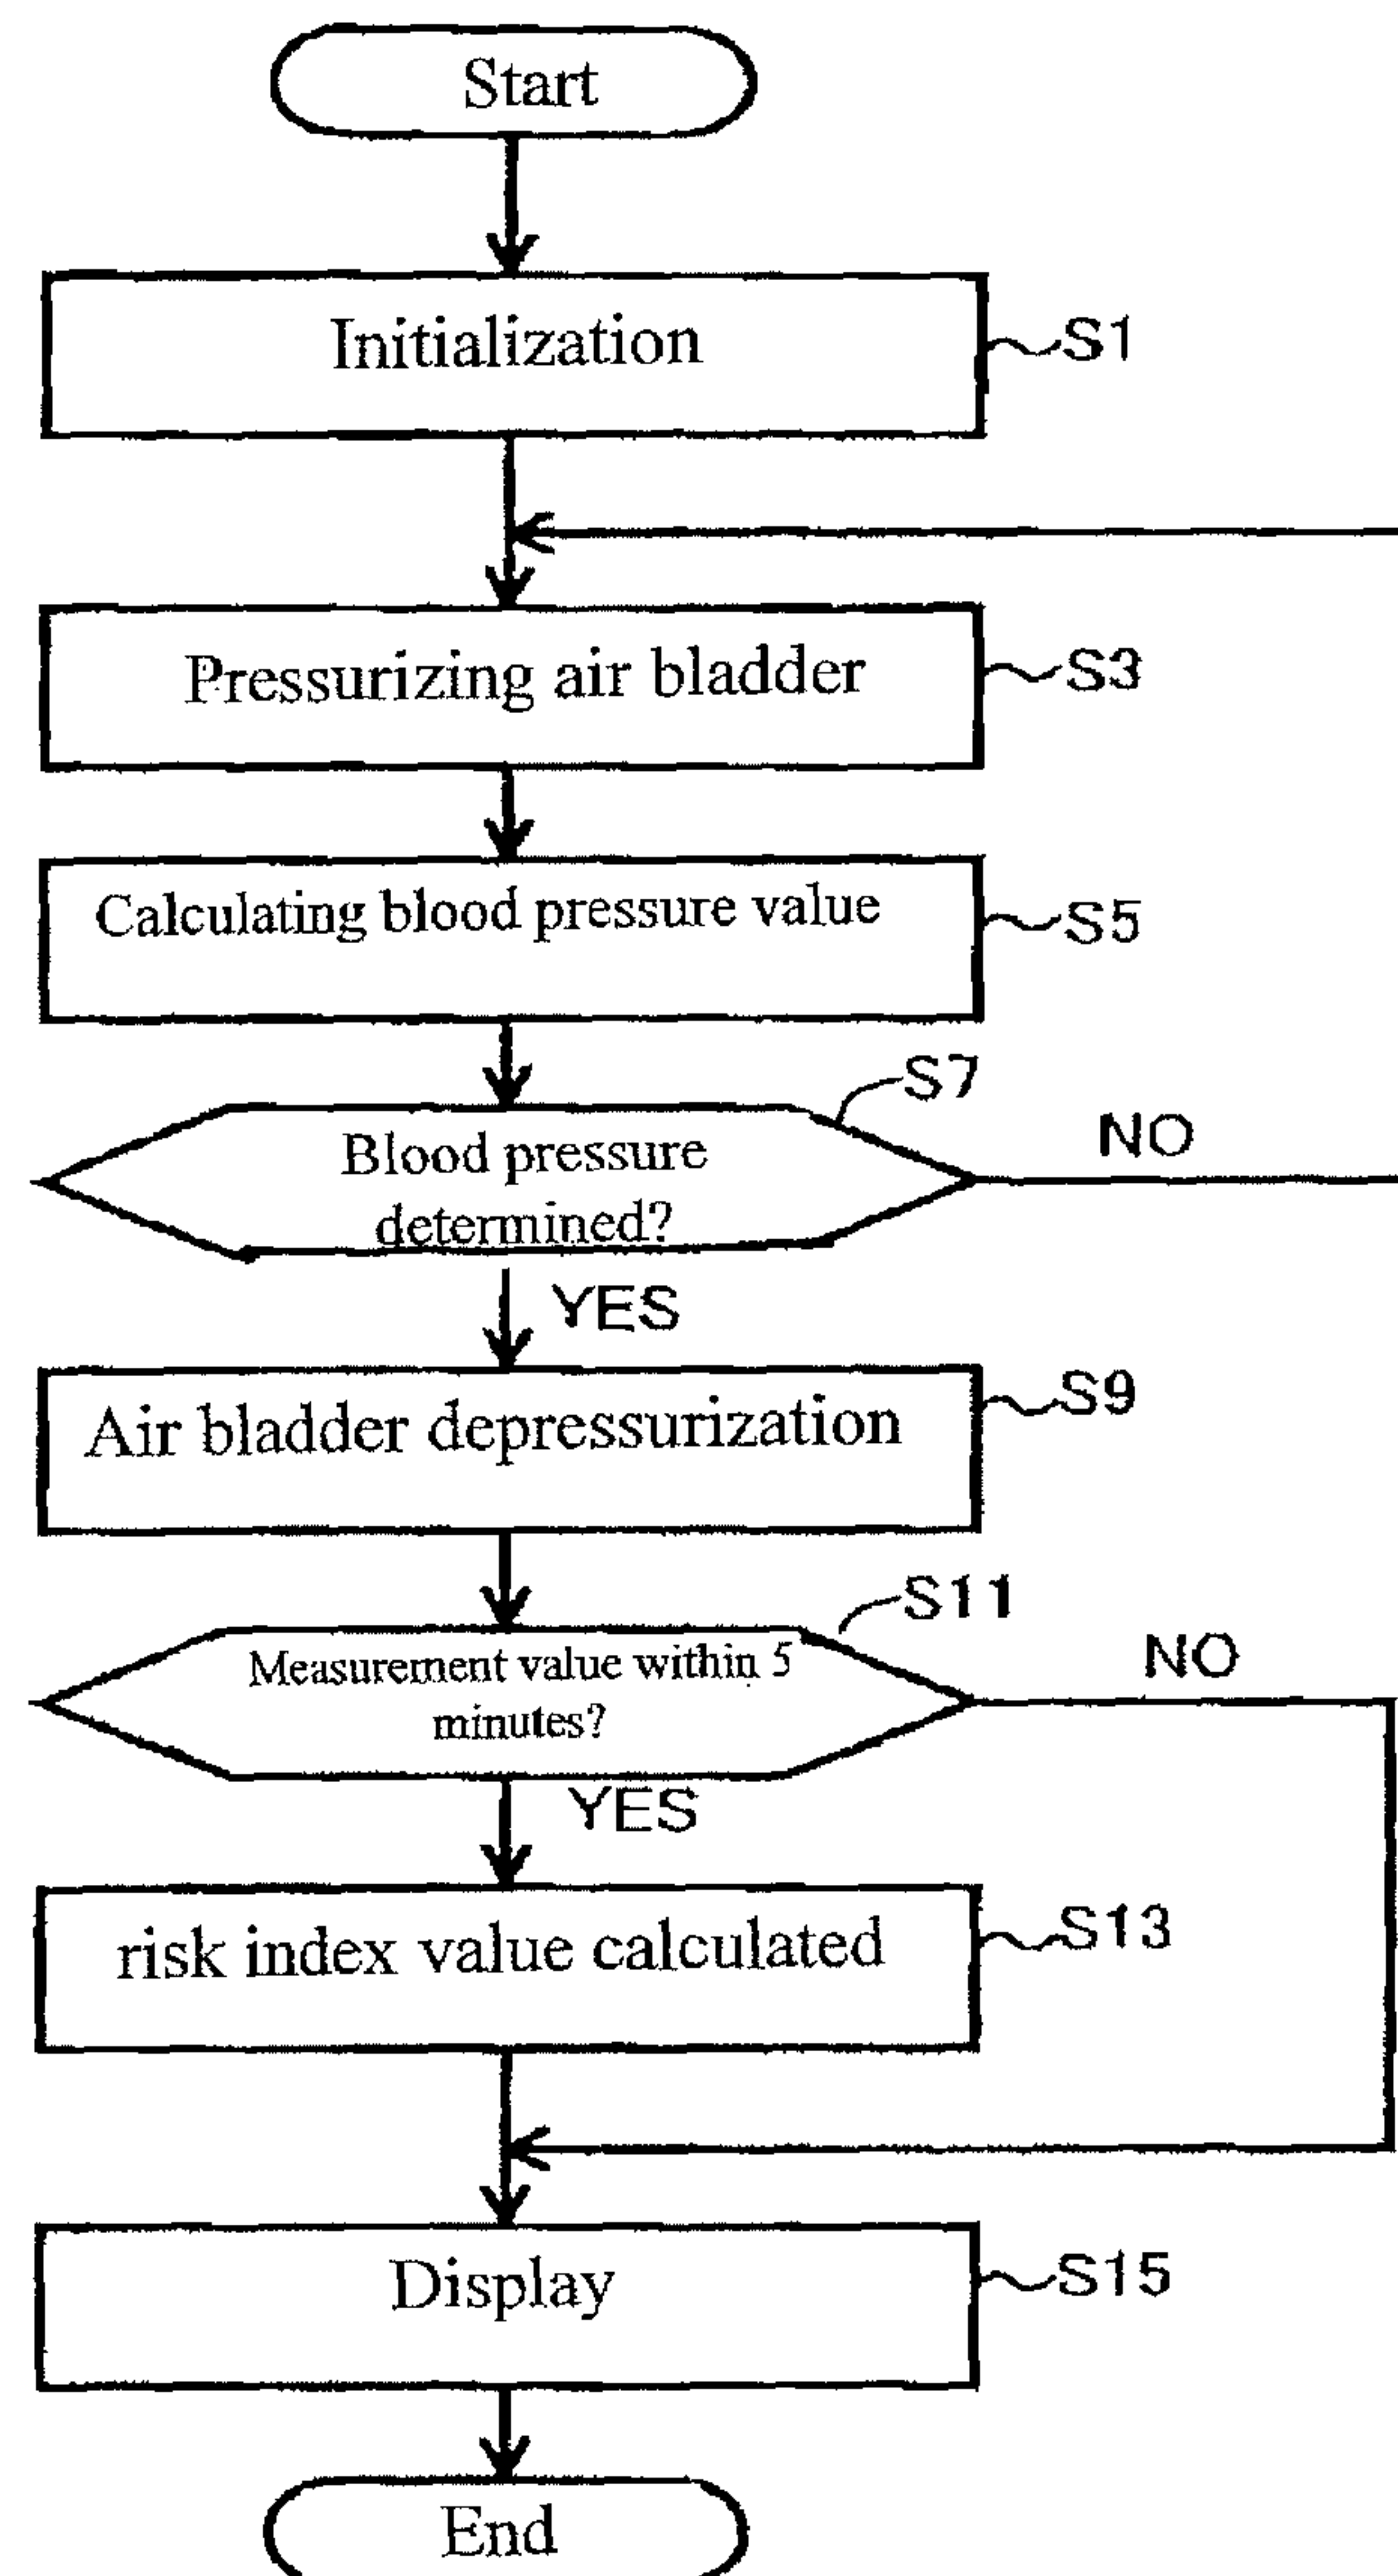 Start
Initialization
S1
Pressurizing air bladder
S3
Calculating blood pressure value
S5
S7
Blood pressure
determined?
NO
YES
Air bladder depressurization
S9
S11
Measurement value within 5
minutes?
NO
YES
risk index value calculated
S13
Display
S15
End